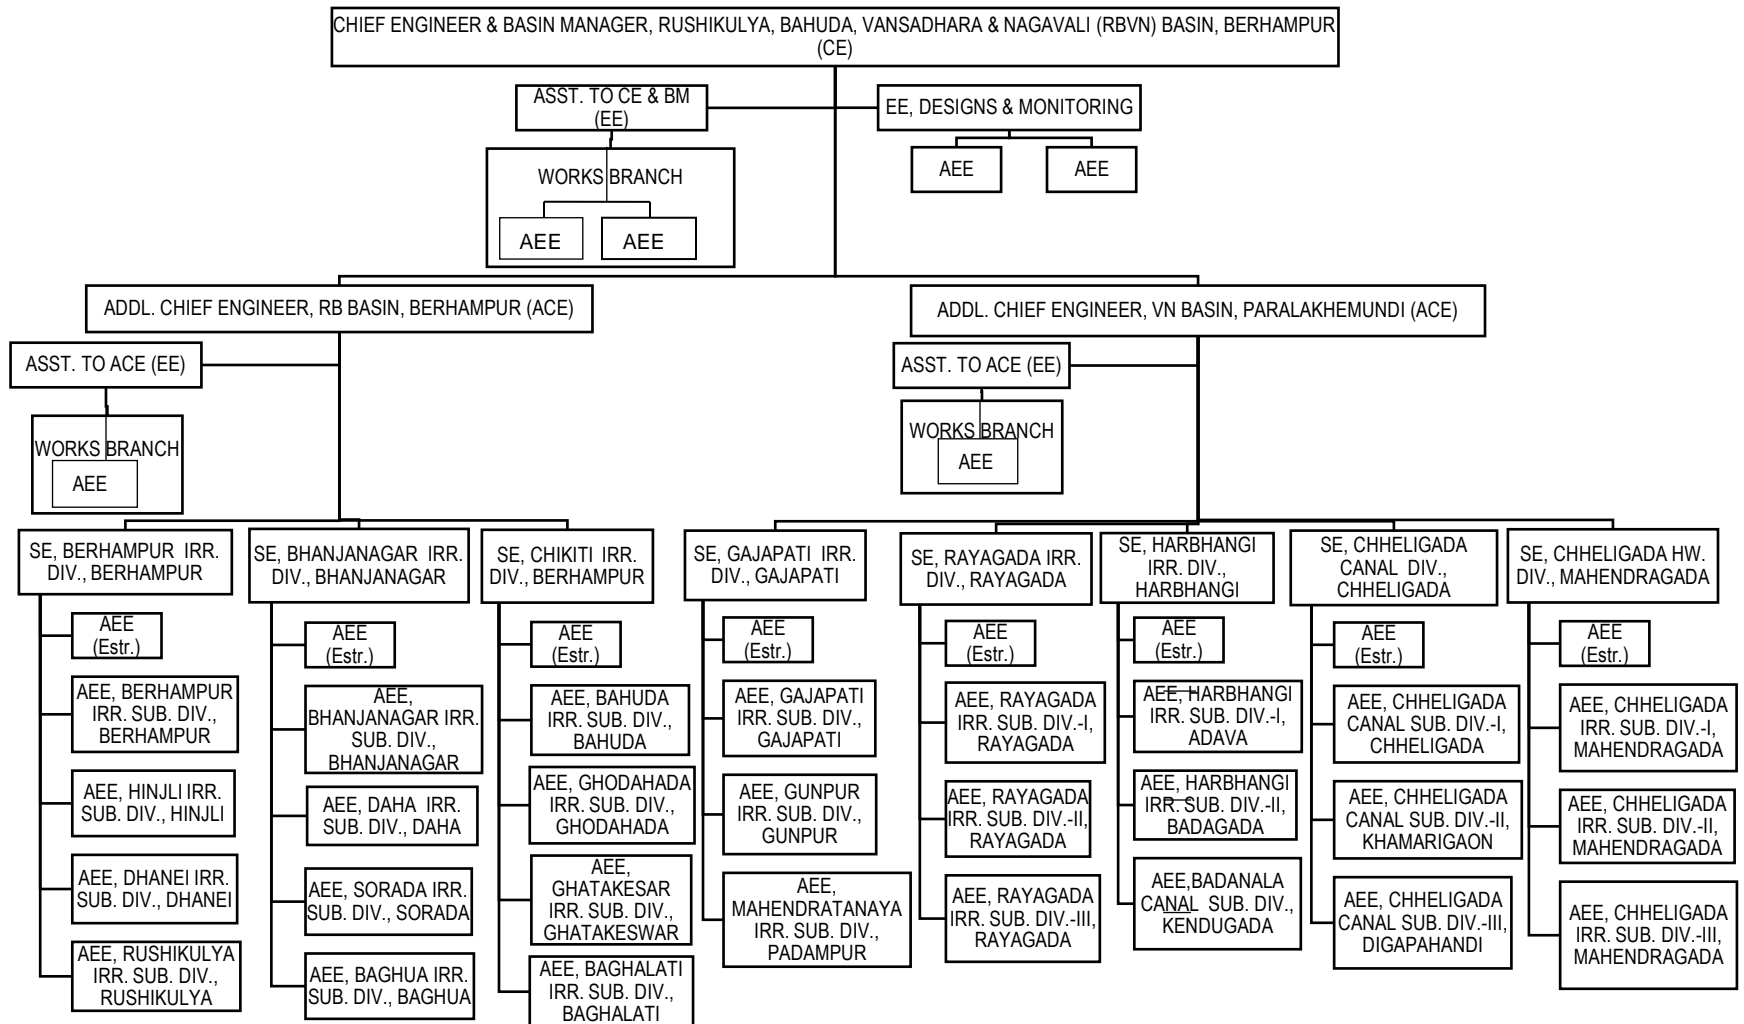 CHIEF ENGINEER & BASIN MANAGER, RUSHIKULYA, BAHUDA, VANSADHARA & NAGAVALI (RBVN) BASIN, BERHAMPUR
(CE)
ASST. TO CE & BM
(EE)
EE, DESIGNS & MONITORING
WORKS BRANCH
AEE
AEE
AEE
AEE
ADDL. CHIEF ENGINEER, RB BASIN, BERHAMPUR (ACE)
ADDL. CHIEF ENGINEER, VN BASIN, PARALAKHEMUNDI (ACE)
ASST. TO ACE (EE)
WORKS BRANCH
AEE
ASST. TO ACE (EE)
WORKS BRANCH
AEE
SE, BERHAMPUR IRR.
DIV., BERHAMPUR
AEE
(Estr.)
AEE, BERHAMPUR
IRR. SUB. DIV.,
BERHAMPUR
AEE, HINJLI IRR.
SUB. DIV., HINJLI
AEE, DHANEI IRR.
SUB. DIV., DHANEI
AEE, RUSHIKULYA
IRR. SUB. DIV.,
RUSHIKULYA
SE, BHANJANAGAR IRR.
DIV., BHANJANAGAR
AEE
(Estr.)
AEE,
BHANJANAGAR IRR.
SUB. DIV.,
BHANJANAGAR
AEE, DAHA IRR.
SUB. DIV., DAHA
AEE, SORADA IRR.
SUB. DIV., SORADA
AEE, BAGHUA IRR.
SUB. DIV., BAGHUA
SE, CHIKITI IRR.
DIV., BERHAMPUR
AEE
(Estr.)
AEE, BAHUDA
IRR. SUB. DIV.,
BAHUDA
AEE, GHODAHADA
IRR. SUB. DIV.,
GHODAHADA
AEE,
GHATAKESAR
IRR. SUB. DIV.,
GHATAKESWAR
AEE, BAGHALATI
IRR. SUB. DIV.,
BAGHALATI
SE, GAJAPATI IRR.
DIV., GAJAPATI
AEE
(Estr.)
AEE, GAJAPATI
IRR. SUB. DIV.,
GAJAPATI
AEE, GUNPUR
IRR. SUB. DIV.,
GUNPUR
AEE,
MAHENDRATANAYA
IRR. SUB. DIV.,
PADAMPUR
SE, RAYAGADA IRR.
DIV., RAYAGADA
AEE
(Estr.)
AEE, RAYAGADA
IRR. SUB. DIV.-I,
RAYAGADA
AEE, RAYAGADA
IRR. SUB. DIV.-II,
RAYAGADA
AEE, RAYAGADA
IRR. SUB. DIV.-III,
RAYAGADA
SE, HARBHANGI
IRR. DIV.,
HARBHANGI
AEE
(Estr.)
AEE, HARBHANGI
IRR. SUB. DIV.-I,
ADAVA
AEE, HARBHANGI
IRR. SUB. DIV.-II,
BADAGADA
AEE,BADANALA
CANAL SUB. DIV.,
KENDUGADA
SE, CHHELIGADA
CANAL DIV.,
CHHELIGADA
AEE
(Estr.)
AEE, CHHELIGADA
CANAL SUB. DIV.-I,
CHHELIGADA
AEE, CHHELIGADA
CANAL SUB. DIV.-II,
KHAMARIGAON
AEE, CHHELIGADA
CANAL SUB. DIV.-III,
DIGAPAHANDI
SE, CHHELIGADA HW.
DIV., MAHENDRAGADA
AEE
(Estr.)
AEE, CHHELIGADA
IRR. SUB. DIV.-I,
MAHENDRAGADA
AEE, CHHELIGADA
IRR. SUB. DIV.-II,
MAHENDRAGADA
AEE, CHHELIGADA
IRR. SUB. DIV.-III,
MAHENDRAGADA